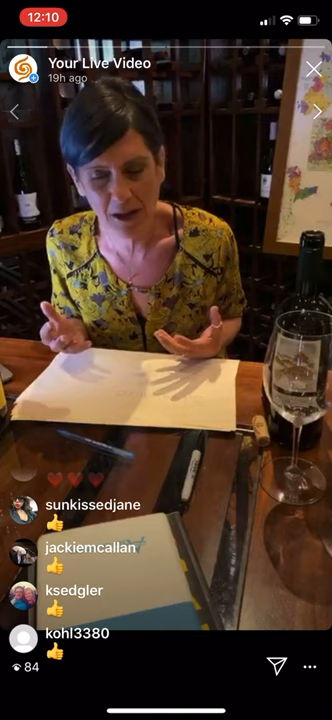 12:10
Your Live Video
19h ago
sunkissedjane
👍
jackiemcallan
👍
ksedgler
👍
kohl3380
👍
84